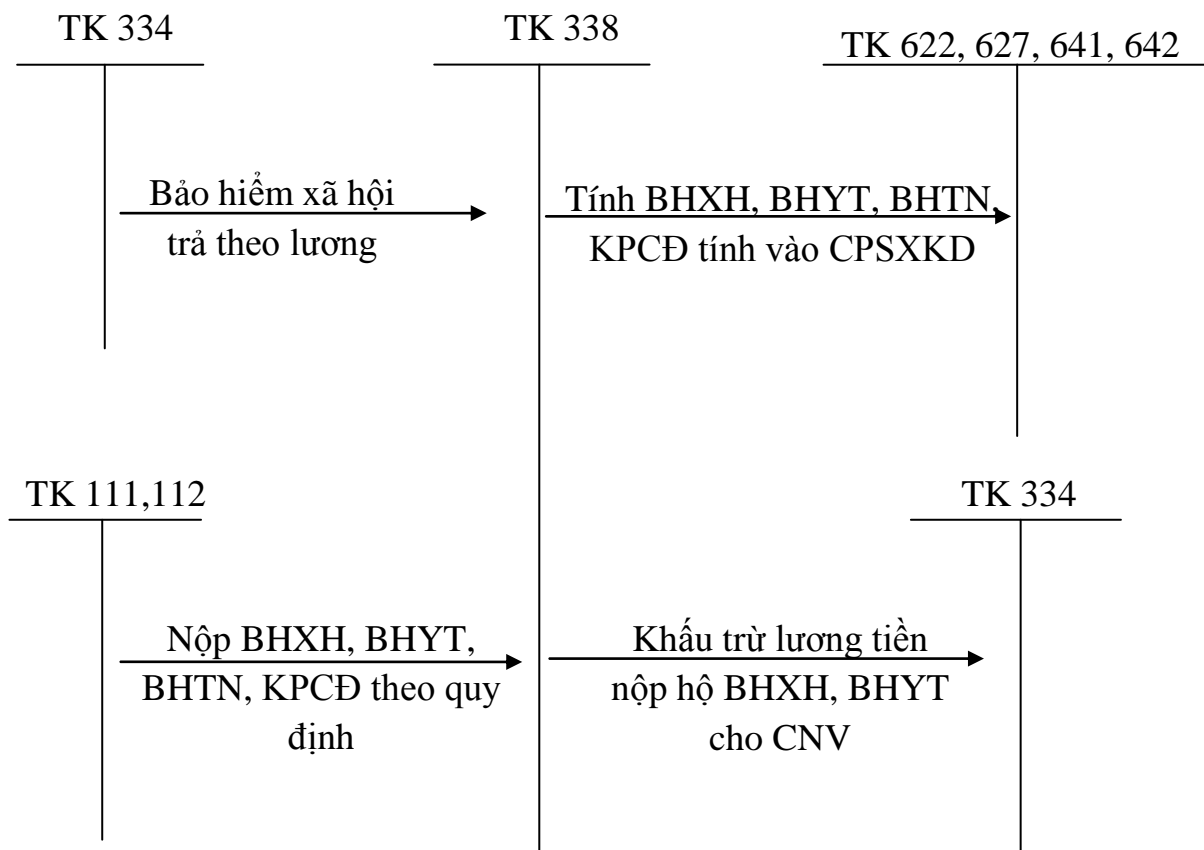 TK 334
TK 338
TK 622, 627, 641, 642
Bảo hiểm xã hội
trả theo lương
Tính BHXH, BHYT, BHTN,
KPCĐ tính vào CPSXKD
TK 111,112
TK 334
Nộp BHXH, BHYT,
BHTN, KPCĐ theo quy
định
Khấu trừ lương tiền
nộp hộ BHXH, BHYT
cho CNV